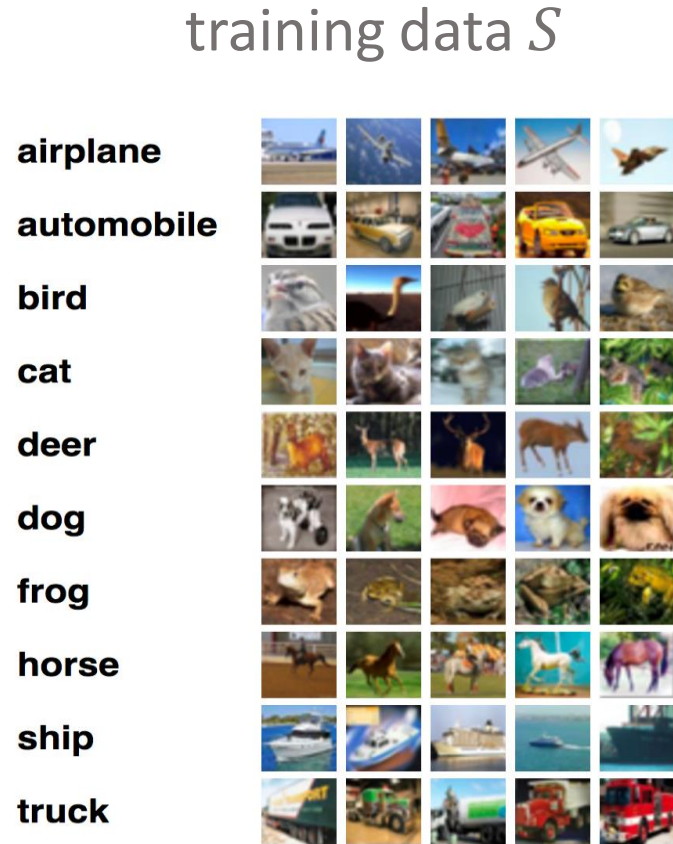 training data S
airplane
automobile
bird
cat
deer
dog
frog
horse
ship
truck